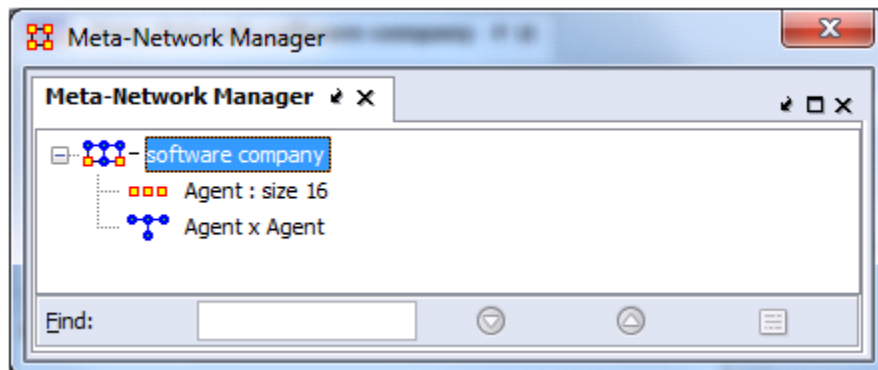 Meta-Network Manager
Meta-Network Manager
software company
Agent : size 16
Agent x Agent
Find: